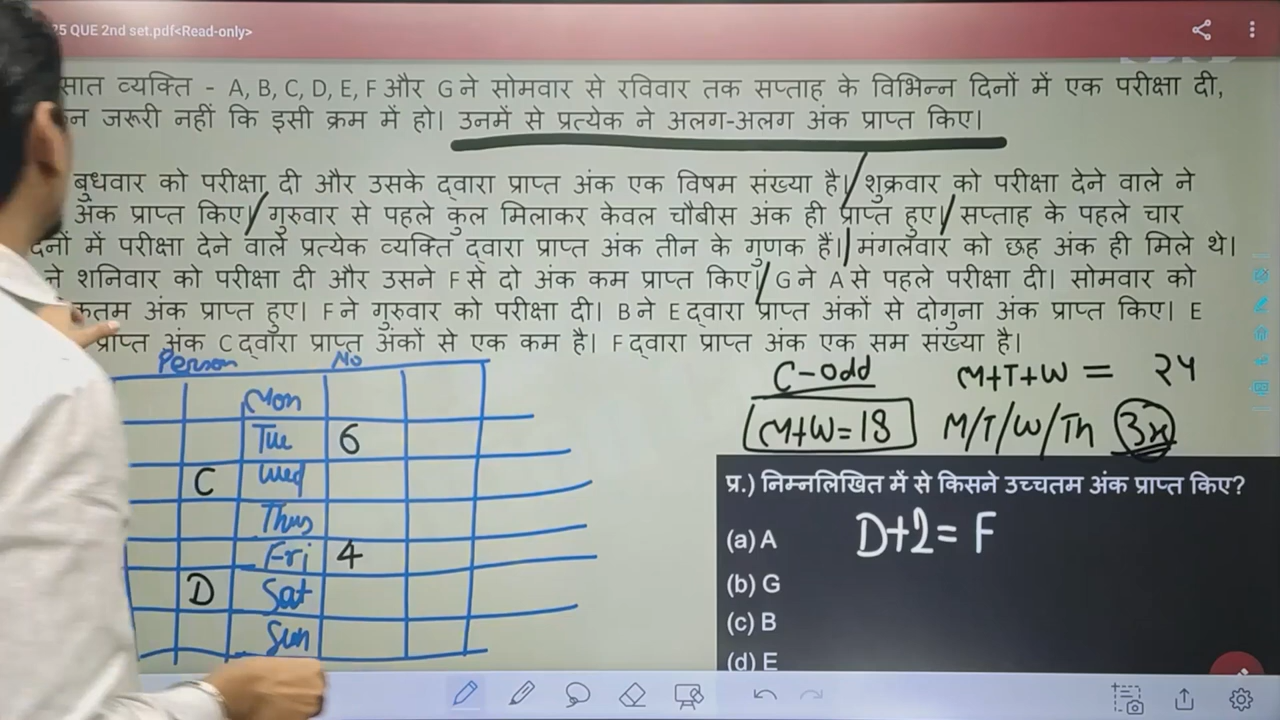 25 QUE 2nd set.pdf<Read-only>
सात व्यक्ति - A, B, C, D, E, F और G ने सोमवार से रविवार तक सप्ताह के विभिन्न दिनों में एक परीक्षा दी,
जरूरी नहीं कि इसी क्रम में हो। उनमें से प्रत्येक ने अलग-अलग अंक प्राप्त किए।
बुधवार को परीक्षा दी और उसके द्वारा प्राप्त अंक एक विषम संख्या है। शुक्रवार को परीक्षा देने वाले ने
अंक प्राप्त किए। गुरुवार से पहले कुल मिलाकर केवल चौबीस अंक ही प्राप्त हुए। सप्ताह के पहले चार
दिनों में परीक्षा देने वाले प्रत्येक व्यक्ति द्वारा प्राप्त अंक तीन के गुणक हैं। मंगलवार को छह अंक ही मिले थे।
ने शनिवार को परीक्षा दी और उसने F से दो अंक कम प्राप्त किए। G ने A से पहले परीक्षा दी। सोमवार को
अंक प्राप्त हुए। F ने गुरुवार को परीक्षा दी। B ने E द्वारा प्राप्त अंकों से दोगुना अंक प्राप्त किए। E
प्राप्त अंक C द्वारा प्राप्त अंकों से एक कम है। F द्वारा प्राप्त अंक एक सम संख्या है।
Person No
Mon
Tue 6
C Wed
Thus
Fri 4
D Sat
Sun
C-odd M+T+W = 24
M+W=18 M/T/W/Th 3x
प्र.) निम्नलिखित में से किसने उच्चतम अंक प्राप्त किए?
(a) A D+2= F
(b) G
(c) B
(d) E